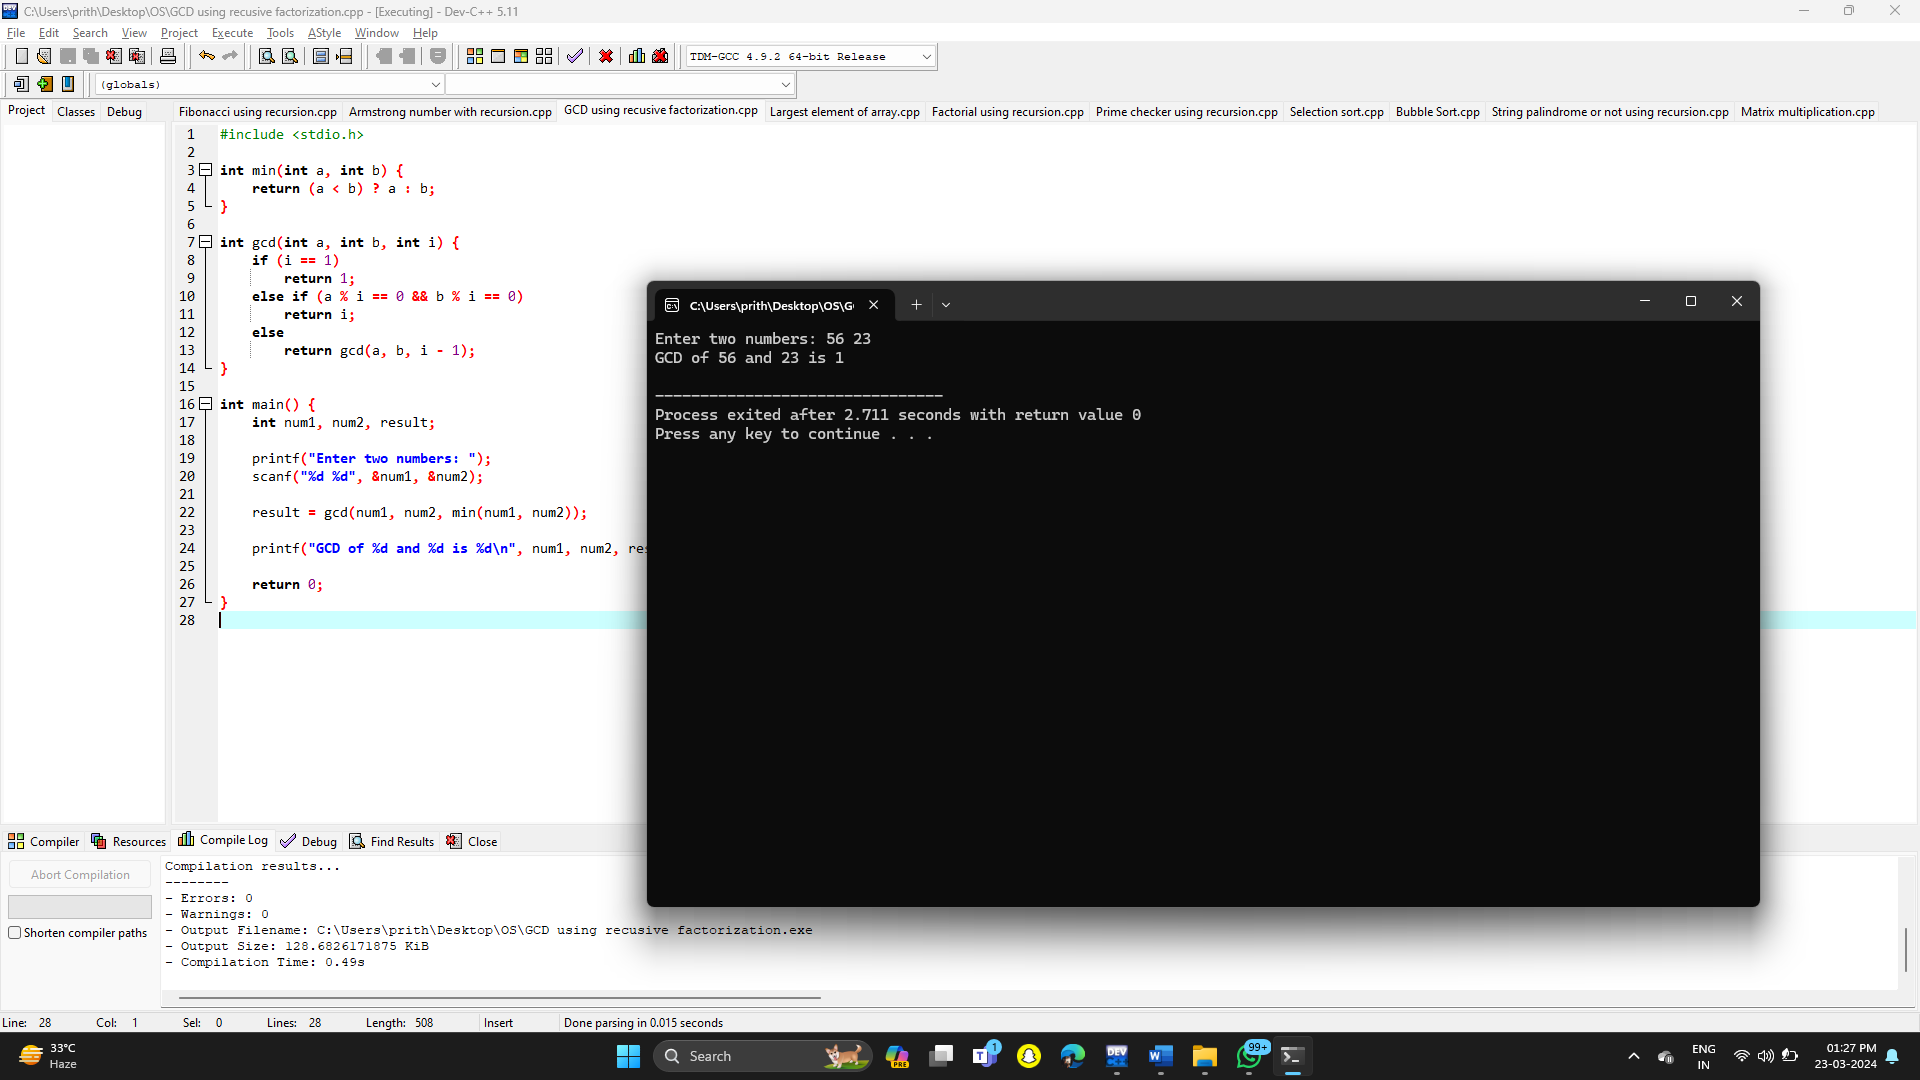 C:\Users\prith\Desktop\OS\GCD using recusive factorization.cpp - [Executing] - Dev-C++ 5.11
File Edit Search View Project Execute Tools AStyle Window Help
TDM-GCC 4.9.2 64-bit Release
(globals)
Project Classes Debug
Fibonacci using recursion.cpp Armstrong number with recursion.cpp GCD using recusive factorization.cpp Largest element of array.cpp Factorial using recursion.cpp Prime checker using recursion.cpp Selection sort.cpp Bubble Sort.cpp String palindrome or not using recursion.cpp Matrix multiplication.cpp
1 #include <stdio.h>
2
3 int min(int a, int b) {
4 return (a < b) ? a : b;
5 }
6
7 int gcd(int a, int b, int i) {
8 if (i == 1)
9 return 1;
10 else if (a % i == 0 && b % i == 0)
11 return i;
12 else
13 return gcd(a, b, i - 1);
14 }
15
16 int main() {
17 int num1, num2, result;
18
19 printf("Enter two numbers: ");
20 scanf("%d %d", &num1, &num2);
21
22 result = gcd(num1, num2, min(num1, num2));
23
24 printf("GCD of %d and %d is %d\n", num1, num2, res
25
26 return 0;
27 }
28
C:\Users\prith\Desktop\OS\G
Enter two numbers: 56 23
GCD of 56 and 23 is 1
--------------------------------
Process exited after 2.711 seconds with return value 0
Press any key to continue . . .
Compiler Resources Compile Log Debug Find Results Close
Abort Compilation
Shorten compiler paths
Compilation results...
--------
- Errors: 0
- Warnings: 0
- Output Filename: C:\Users\prith\Desktop\OS\GCD using recusive factorization.exe
- Output Size: 128.6826171875 KiB
- Compilation Time: 0.49s
Line: 28 Col: 1 Sel: 0 Lines: 28 Length: 508 Insert Done parsing in 0.015 seconds
33°C
Haze
Search
PRE
1
DEV
99+
ENG
IN
01:27 PM
23-03-2024